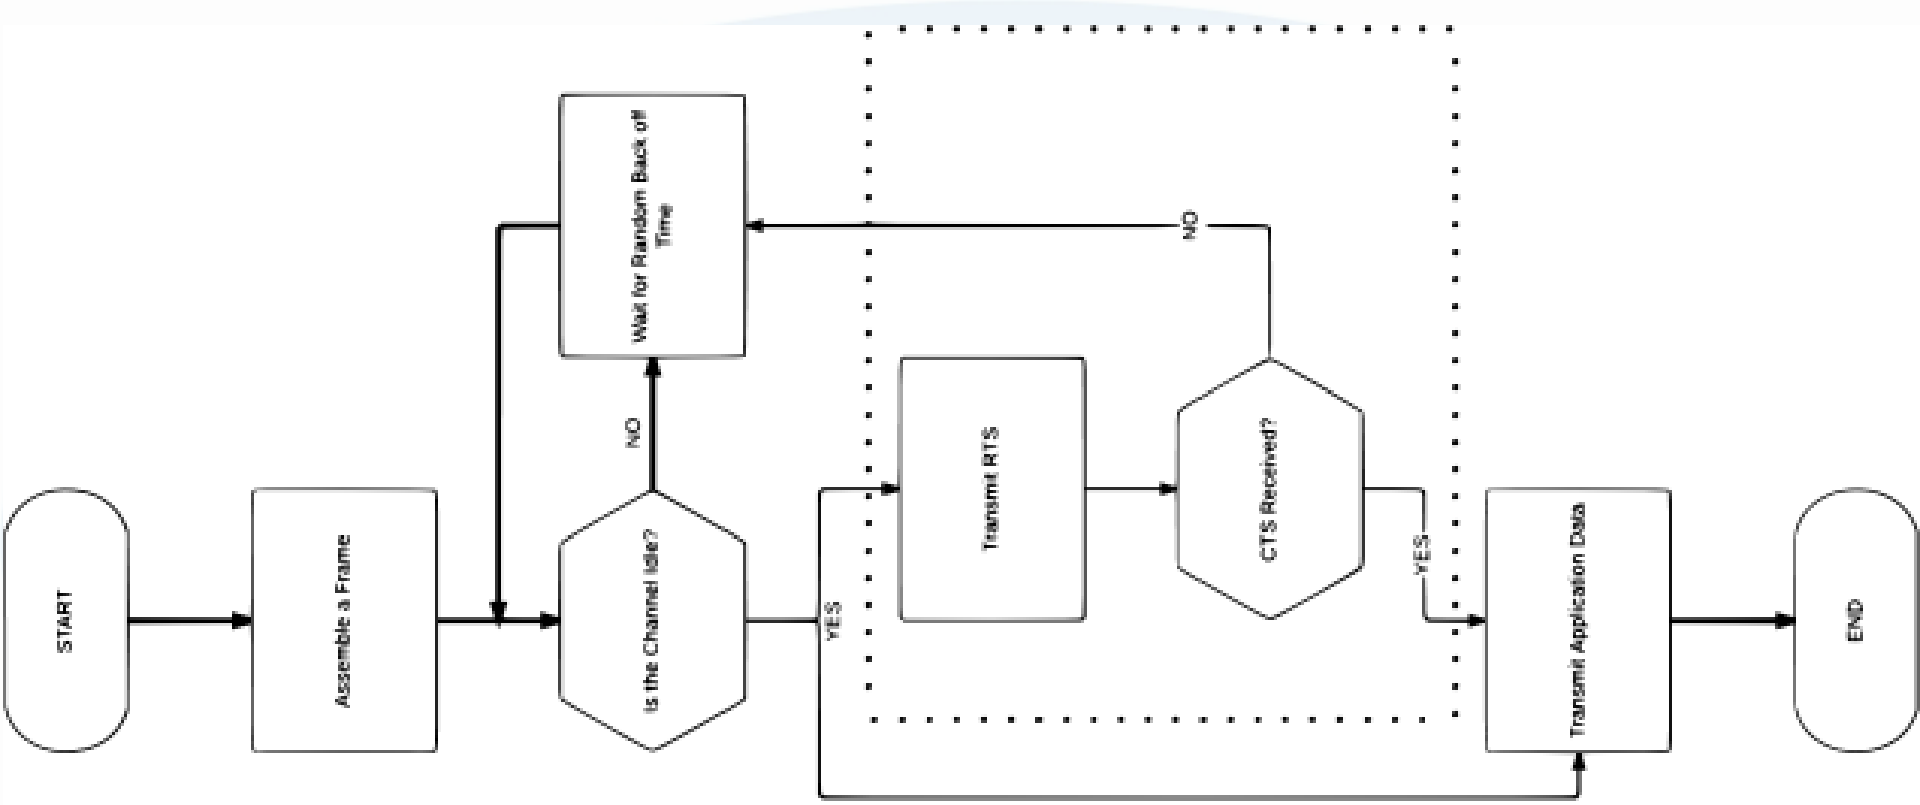 START
Assemble a Frame
Is the Channel Idle?
NO
Wait for Random Back off
Time
YES
Transmit RTS
CTS Received?
NO
YES
Transmit Application Data
END